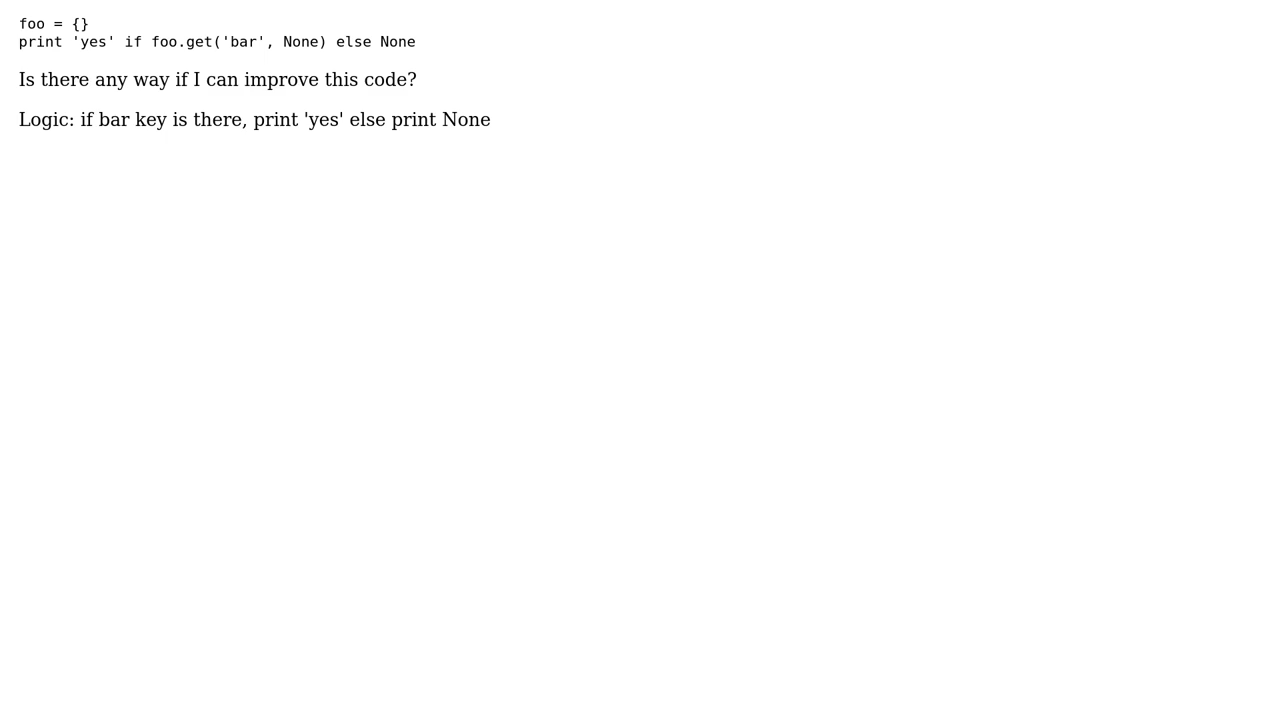 foo = {}
print 'yes' if foo.get('bar', None) else None
Is there any way if I can improve this code?
Logic: if bar key is there, print 'yes' else print None